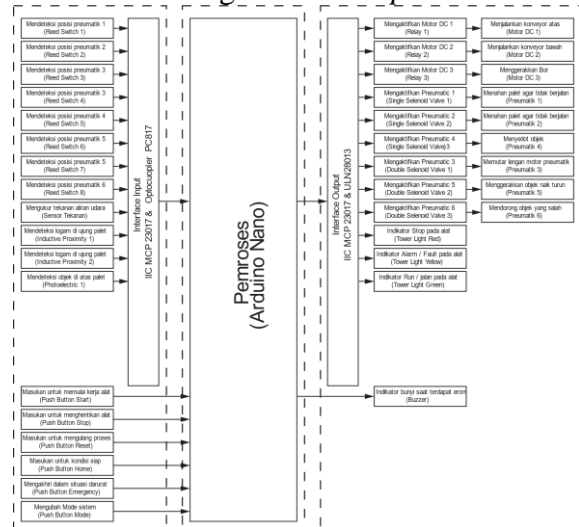 Mendeteksi posisi pneumatik 1
(Reed Switch 1)
Mendeteksi posisi pneumatik 2
(Reed Switch 2)
Mendeteksi posisi pneumatik 3
(Reed Switch 3)
Mendeteksi posisi pneumatik 3
(Reed Switch 4)
Mendeteksi posisi pneumatik 4
(Reed Switch 5)
Mendeteksi posisi pneumatik 5
(Reed Switch 6)
Mendeteksi posisi pneumatik 5
(Reed Switch 7)
Mendeteksi posisi pneumatik 6
(Reed Switch 8)
Mengukur tekanan aliran udara
(Sensor Tekanan)
Mendeteksi logam di ujung palet
(Inductive Proximity 1)
Mendeteksi logam di ujung palet
(Inductive Proximity 2)
Mendeteksi objek di atas palet
(Photoelectric 1)
Masukan untuk memulai kerja alat
(Push Button Start)
Masukan untuk menghentikan alat
(Push Button Stop)
Masukan untuk mengulang proses
(Push Button Reset)
Masukan untuk kondisi siap
(Push Button Home)
Mengakhiri dalam situasi darurat
(Push Button Emergency)
Mengubah Mode sistem
(Push Button Mode)
Interface Input
IIC MCP 23017 & Optocuopler PC817
Pemroses
(Arduino Nano)
Interface Output
IIC MCP 23017 & ULN28013
Mengaktifkan Motor DC 1
(Relay 1)
Mengaktifkan Motor DC 2
(Relay 2)
Mengaktifkan Motor DC 3
(Relay 3)
Mengaktifkan Pneumatic 1
(Single Selenoid Valve 1)
Mengaktifkan Pneumatic 2
(Single Selenoid Valve 2)
Mengaktifkan Pneumatic 4
(Single Selenoid Valve)3
Mengaktifkan Pneumatic 3
(Double Selenoid Valve 1)
Mengaktifkan Pneumatic 5
(Double Selenoid Valve 2)
Mengaktifkan Pneumatic 6
(Double Selenoid Valve 3)
Indikator Stop pada alat
(Tower Light Red)
Indikator Alarm / Fault pada alat
(Tower Light Yellow)
Indikator Run / jalan pada alat
(Tower Light Green)
Indikator bunyi saat terdapat eror
(Buzzer)
Menjalankan konveyor atas
(Motor DC 1)
Menjalankan konveyor bawah
(Motor DC 2)
Menggerakkan Bor
(Motor DC 3)
Menahan palet agar tidak berjalan
(Pneumatik 1)
Menahan palet agar tidak berjalan
(Pneumatik 2)
Menyedot objek
(Pneumatik 4)
Memutar lengan motor pneumatik
(Pneumatik 3)
Menggerakkan objek naik turun
(Pneumatik 5)
Mendorong objek yang salah
(Pneumatik 6)